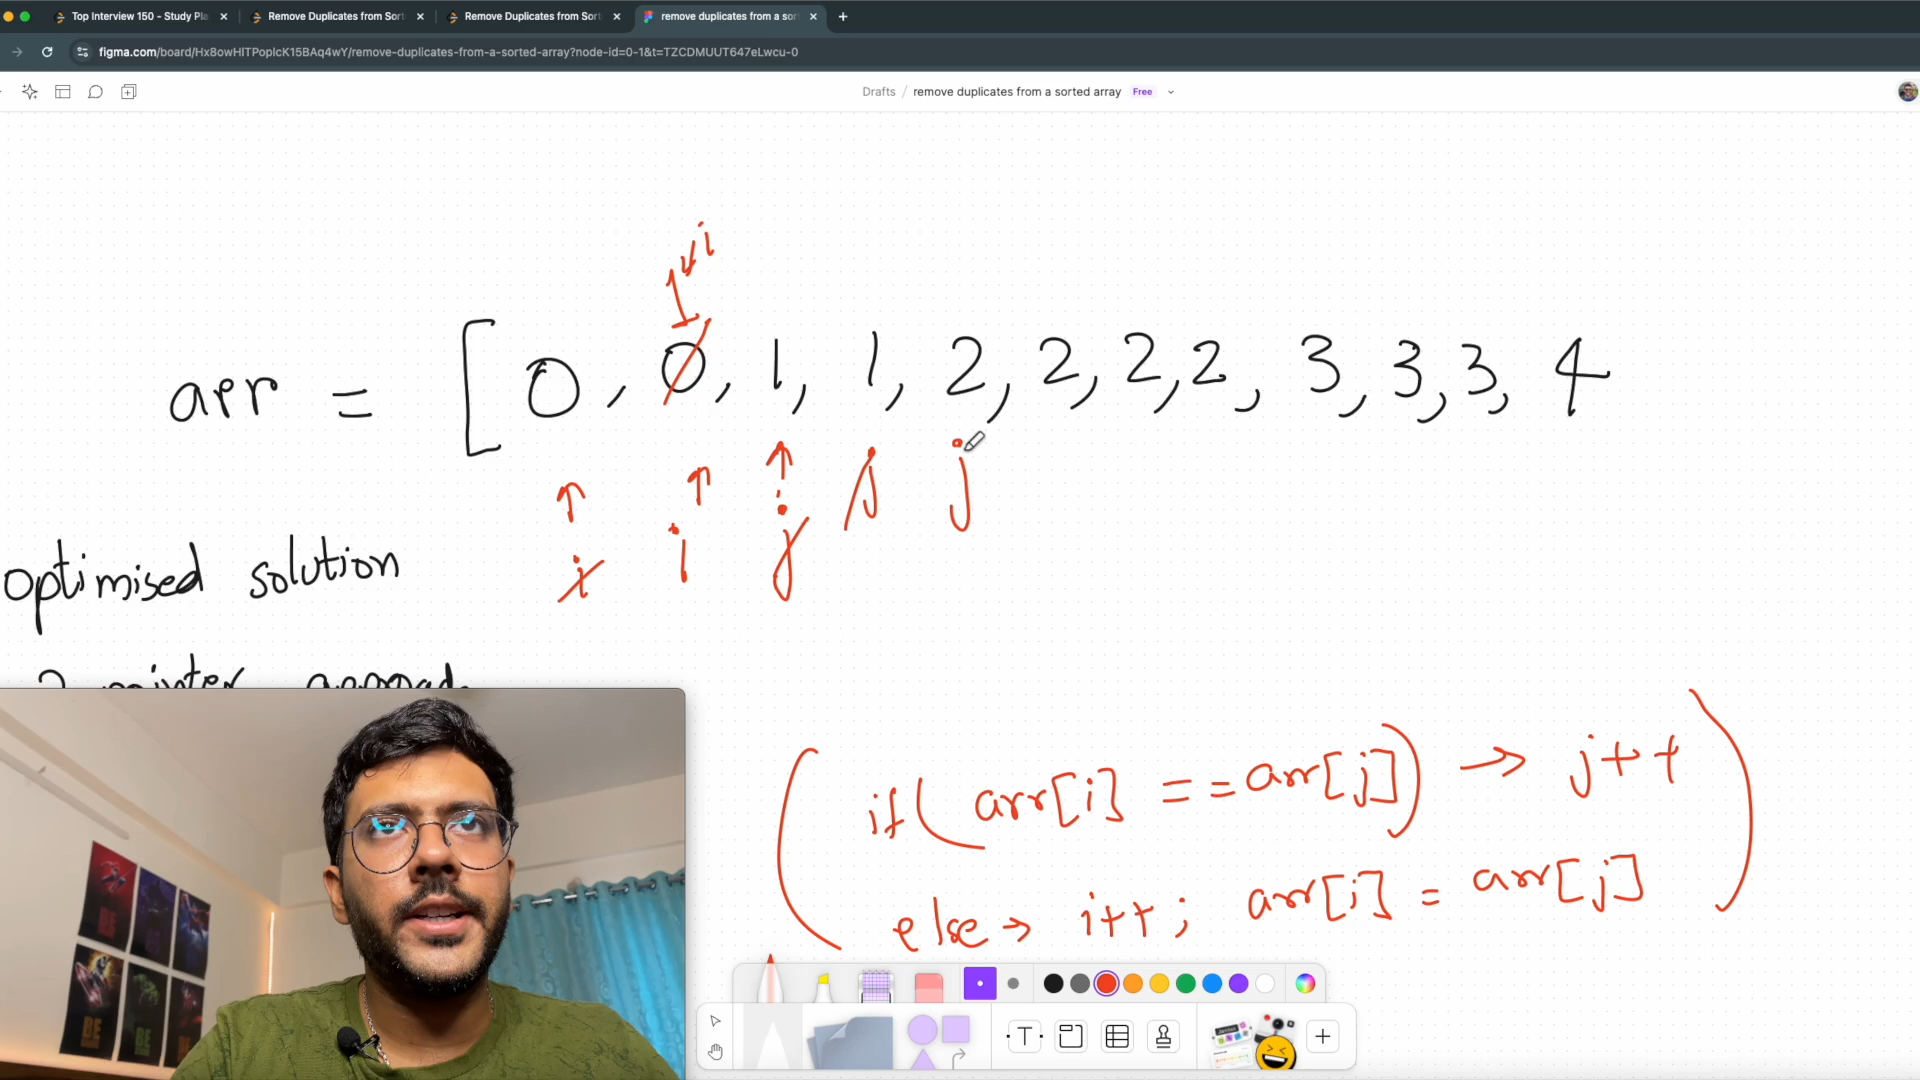 Top Interview 150 - Study Pla
Remove Duplicates from Sort
Remove Duplicates from Sort
remove duplicates from a sor
figma.com/board/Hx8owHITPopIcK15BAq4wY/remove-duplicates-from-a-sorted-array?node-id=0-1&t=TZCDMUUT647eLwcu-0
Drafts / remove duplicates from a sorted array Free
i
arr = [ 0, 0, 1, 1, 2, 2, 2, 2, 3, 3, 3, 4
j j
i i j
optimised solution
2 pointer
if( arr[i] == arr[j]) → j++
else → i++; arr[i] = arr[j]
T